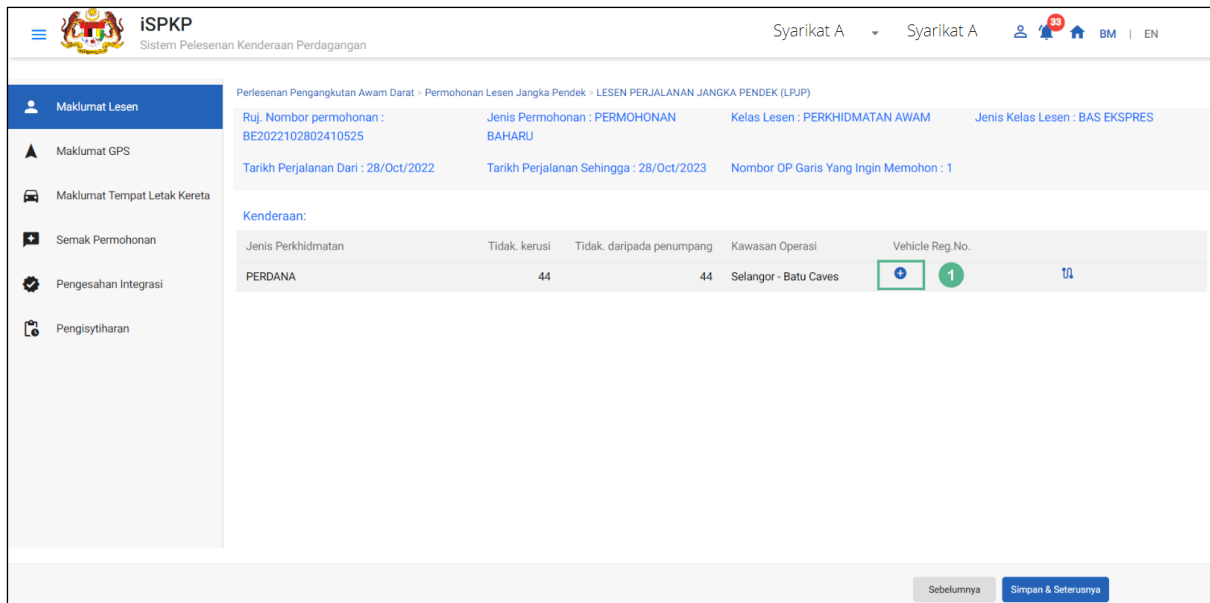 iSPKP
Sistem Pelesenan Kenderaan Perdagangan
Syarikat A
Syarikat A
33
BM | EN
Maklumat Lesen
Maklumat GPS
Maklumat Tempat Letak Kereta
Semak Permohonan
Pengesahan Integrasi
Pengisytiharan
Perlesenan Pengangkutan Awam Darat > Permohonan Lesen Jangka Pendek > LESEN PERJALANAN JANGKA PENDEK (LPJP)
Ruj. Nombor permohonan :
BE2022102802410525
Jenis Permohonan : PERMOHONAN
BAHARU
Kelas Lesen : PERKHIDMATAN AWAM
Jenis Kelas Lesen : BAS EKSPRES
Tarikh Perjalanan Dari : 28/Oct/2022
Tarikh Perjalanan Sehingga : 28/Oct/2023
Nombor OP Garis Yang Ingin Memohon : 1
Kenderaan:
Jenis Perkhidmatan Tidak. kerusi Tidak. daripada penumpang Kawasan Operasi Vehicle Reg.No.
PERDANA 44 44 Selangor - Batu Caves 1
Sebelumnya
Simpan & Seterusnya